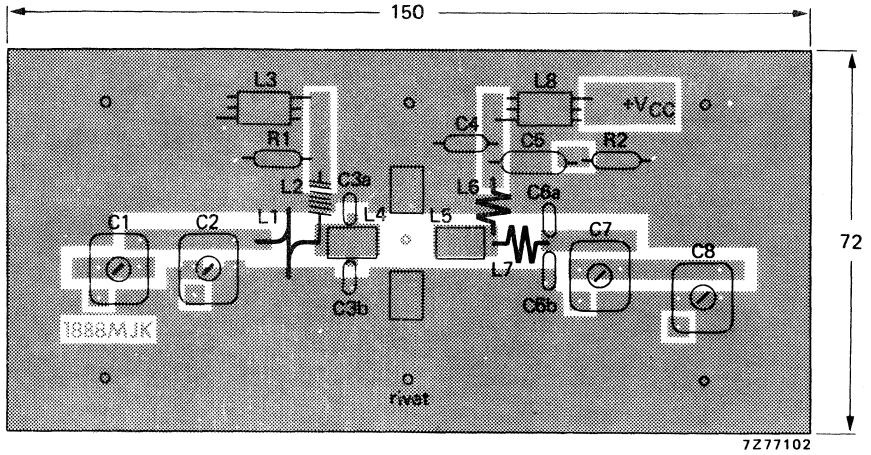 150
L3
L8
+VCC
C4
R1
C5
R2
L2
C3a
L6
C6a
C1
C2
L1
L4
L5
C7
72
C8
L7
C3b
C6b
1888MJK
rivet
7Z77102